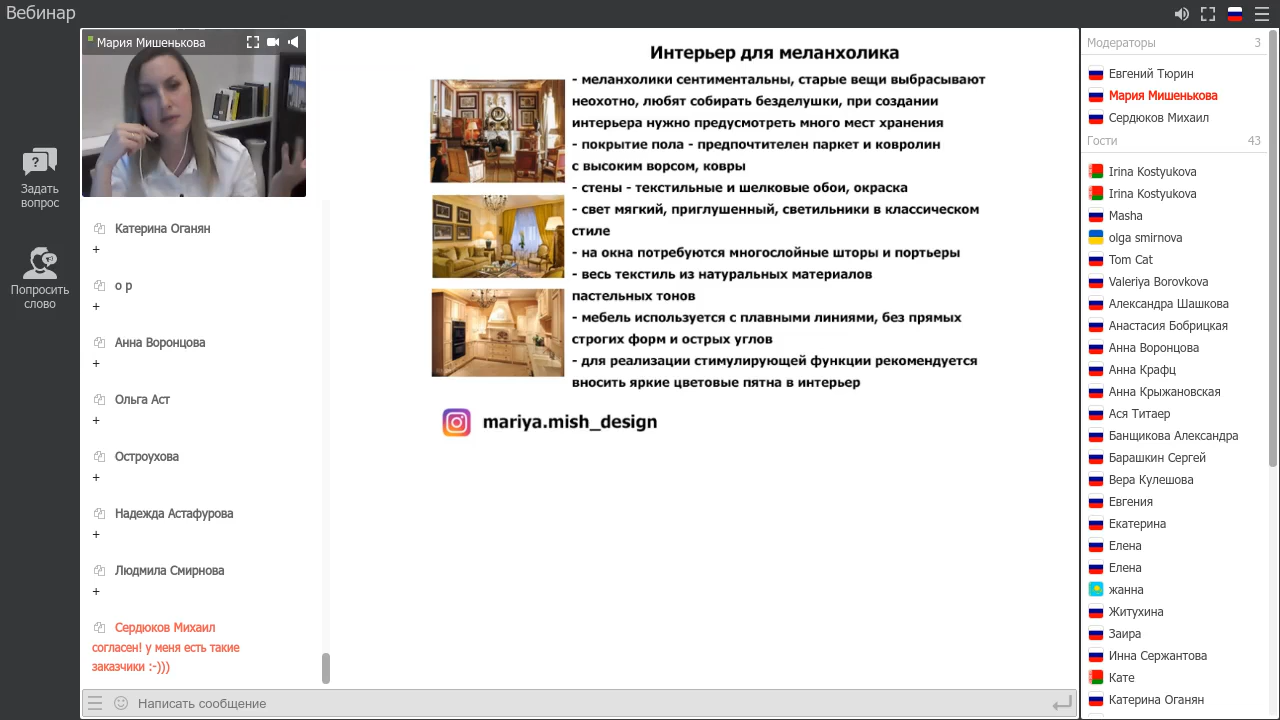 Вебинар
Задать
вопрос
Попросить
слово
Мария Мишенькова
Катерина Оганян
+
о р
+
Анна Воронцова
+
Ольга Аст
+
Остроухова
+
Надежда Астафурова
+
Людмила Смирнова
+
Сердюков Михаил
согласен! у меня есть такие
заказчики :-)))
Написать сообщение
Интерьер для меланхолика
- меланхолики сентиментальны, старые вещи выбрасывают
неохотно, любят собирать безделушки, при создании
интерьера нужно предусмотреть много мест хранения
- покрытие пола - предпочтителен паркет и ковролин
с высоким ворсом, ковры
- стены - текстильные и шелковые обои, окраска
- свет мягкий, приглушенный, светильники в классическом
стиле
- на окна потребуются многослойные шторы и портьеры
- весь текстиль из натуральных материалов
пастельных тонов
- мебель используется с плавными линиями, без прямых
строгих форм и острых углов
- для реализации стимулирующей функции рекомендуется
вносить яркие цветовые пятна в интерьер
mariya.mish_design
Модераторы 3
Евгений Тюрин
Мария Мишенькова
Сердюков Михаил
Гости 43
Irina Kostyukova
Irina Kostyukova
Masha
olga smirnova
Tom Cat
Valeriya Borovkova
Александра Шашкова
Анастасия Бобрицкая
Анна Воронцова
Анна Крафц
Анна Крыжановская
Ася Титаер
Банщикова Александра
Барашкин Сергей
Вера Кулешова
Евгения
Екатерина
Елена
Елена
жанна
Житухина
Заира
Инна Сержантова
Кате
Катерина Оганян